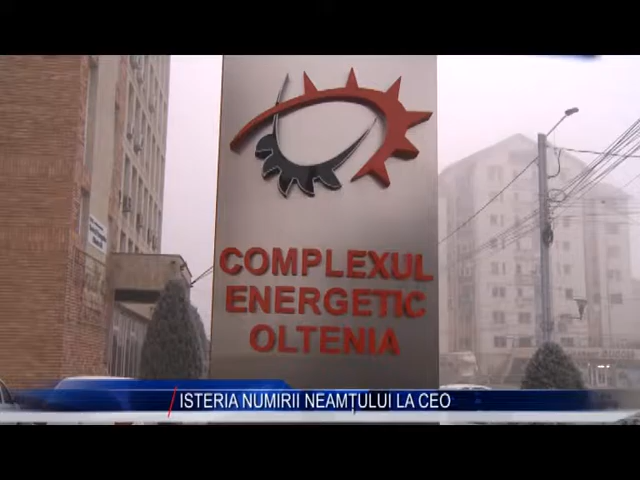 COMPLEXUL
ENERGETIC
OLTENIA
ISTERIA NUMIRII NEAMȚULUI LA CEO